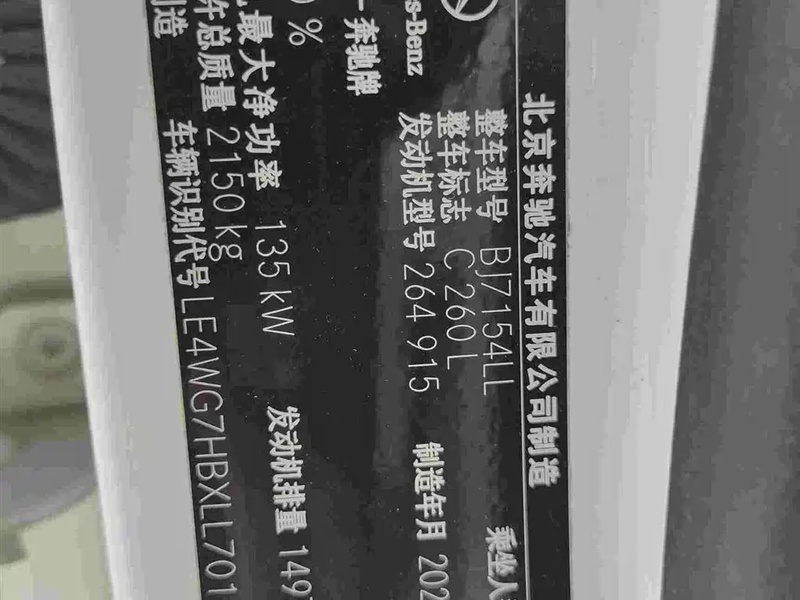 s-Benz
奔驰牌
北京奔驰汽车有限公司制造
整车型号 BJ7154LL 乘坐人
整车标志 C 260 L
发动机型号 264 915 制造年月 202
%
最大净功率 135 kW 发动机排量 149
许总质量 2150 kg
车辆识别代号 LE4WG7HBXLL701
造